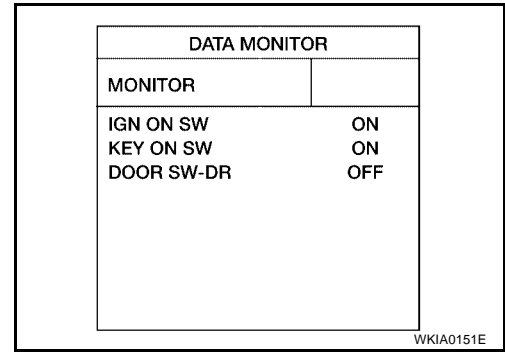 DATA MONITOR
MONITOR
IGN ON SW ON
KEY ON SW ON
DOOR SW-DR OFF
WKIA0151E